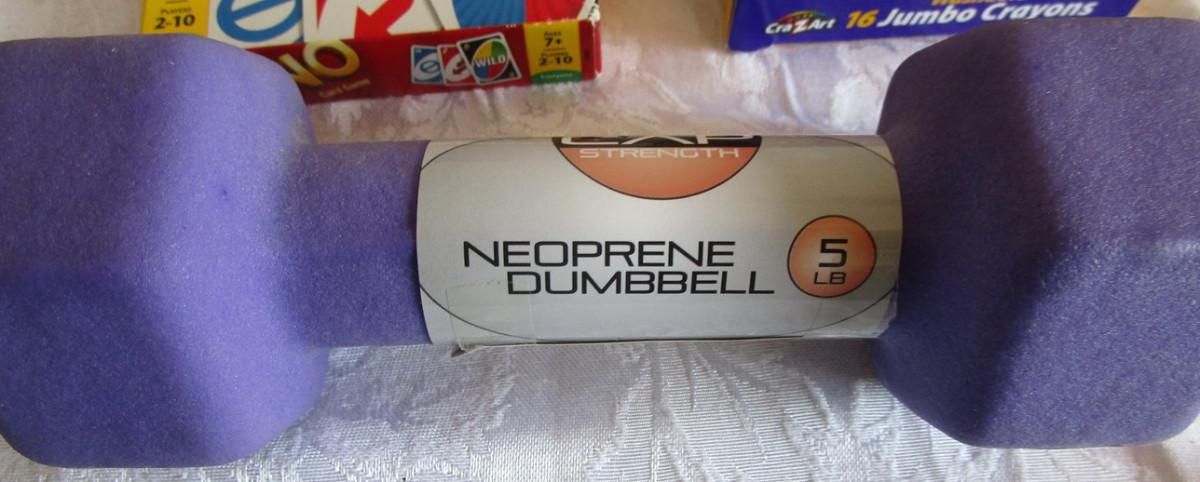 PLAYERS
2-10
NO
Card Game
WILD
AGES
7+
PLAYERS
2-10
Cra-Z-Art 16 Jumbo Crayons
CAP
STRENGTH
NEOPRENE
DUMBBELL
5
LB